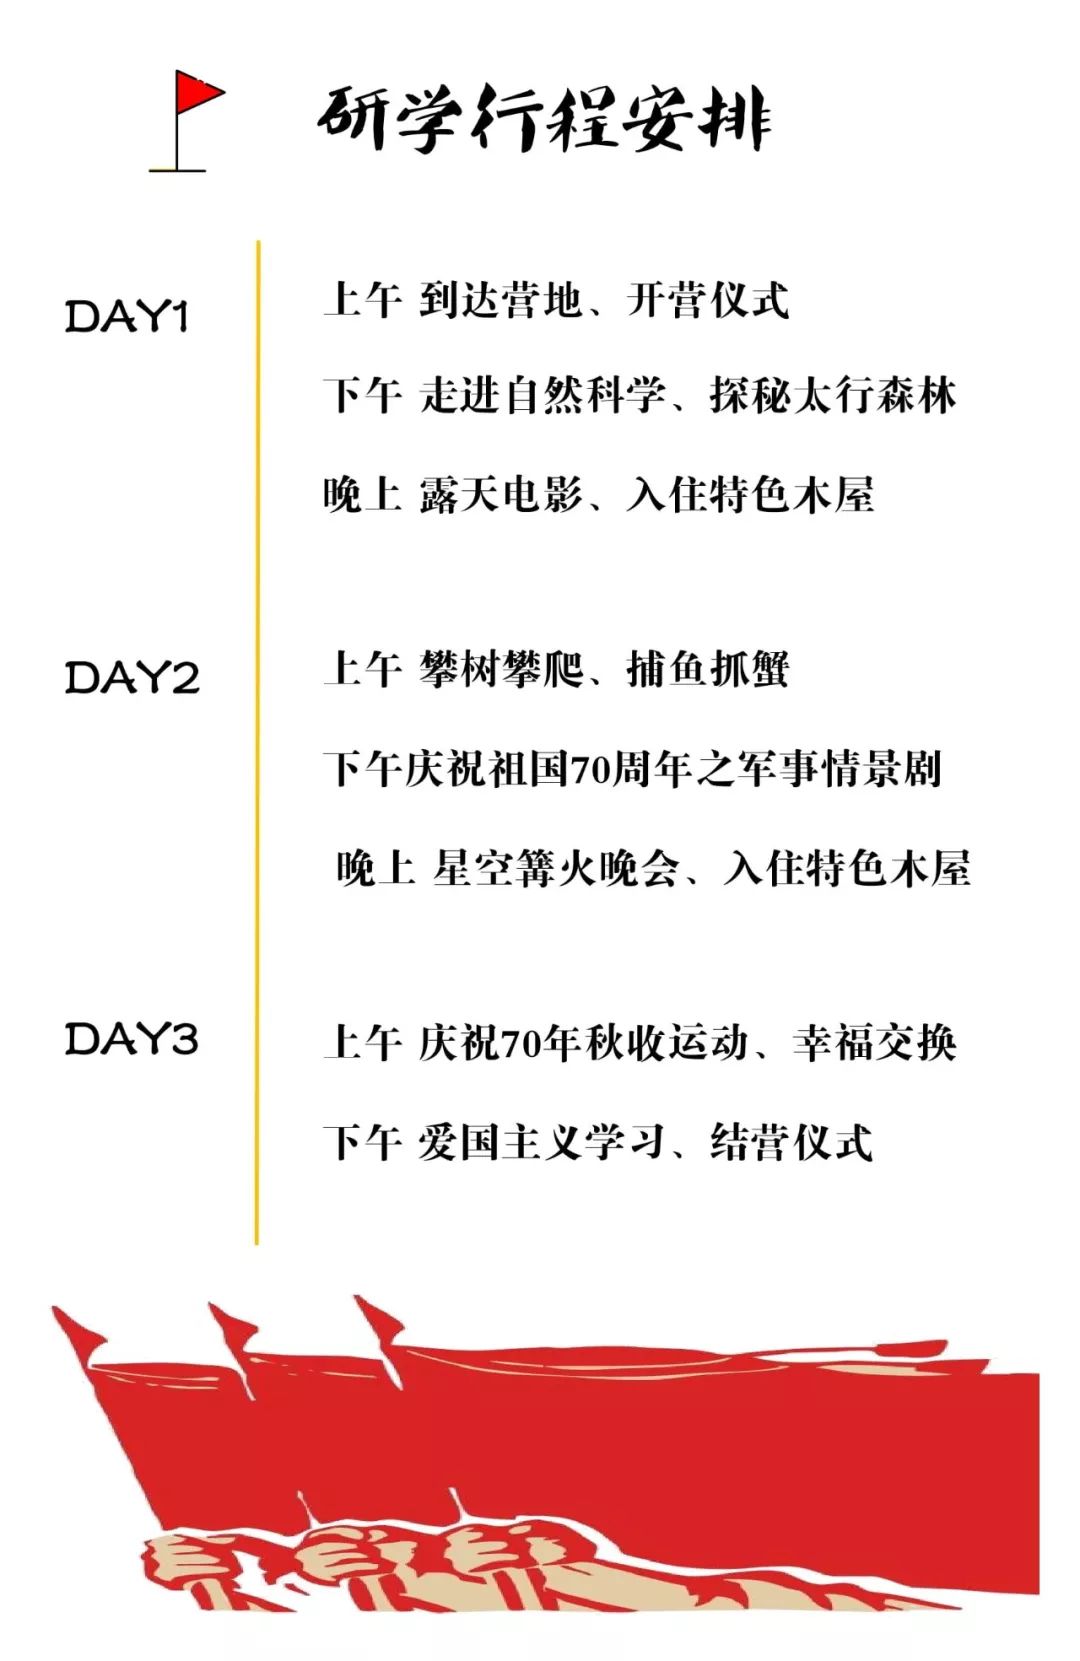 研学行程安排
DAY1
上午 到达营地、开营仪式
下午 走进自然科学、探秘太行森林
晚上 露天电影、入住特色木屋
DAY2
上午 攀树攀爬、捕鱼抓蟹
下午庆祝祖国70周年之军事情景剧
晚上 星空篝火晚会、入住特色木屋
DAY3
上午 庆祝70年秋收运动、幸福交换
下午 爱国主义学习、结营仪式